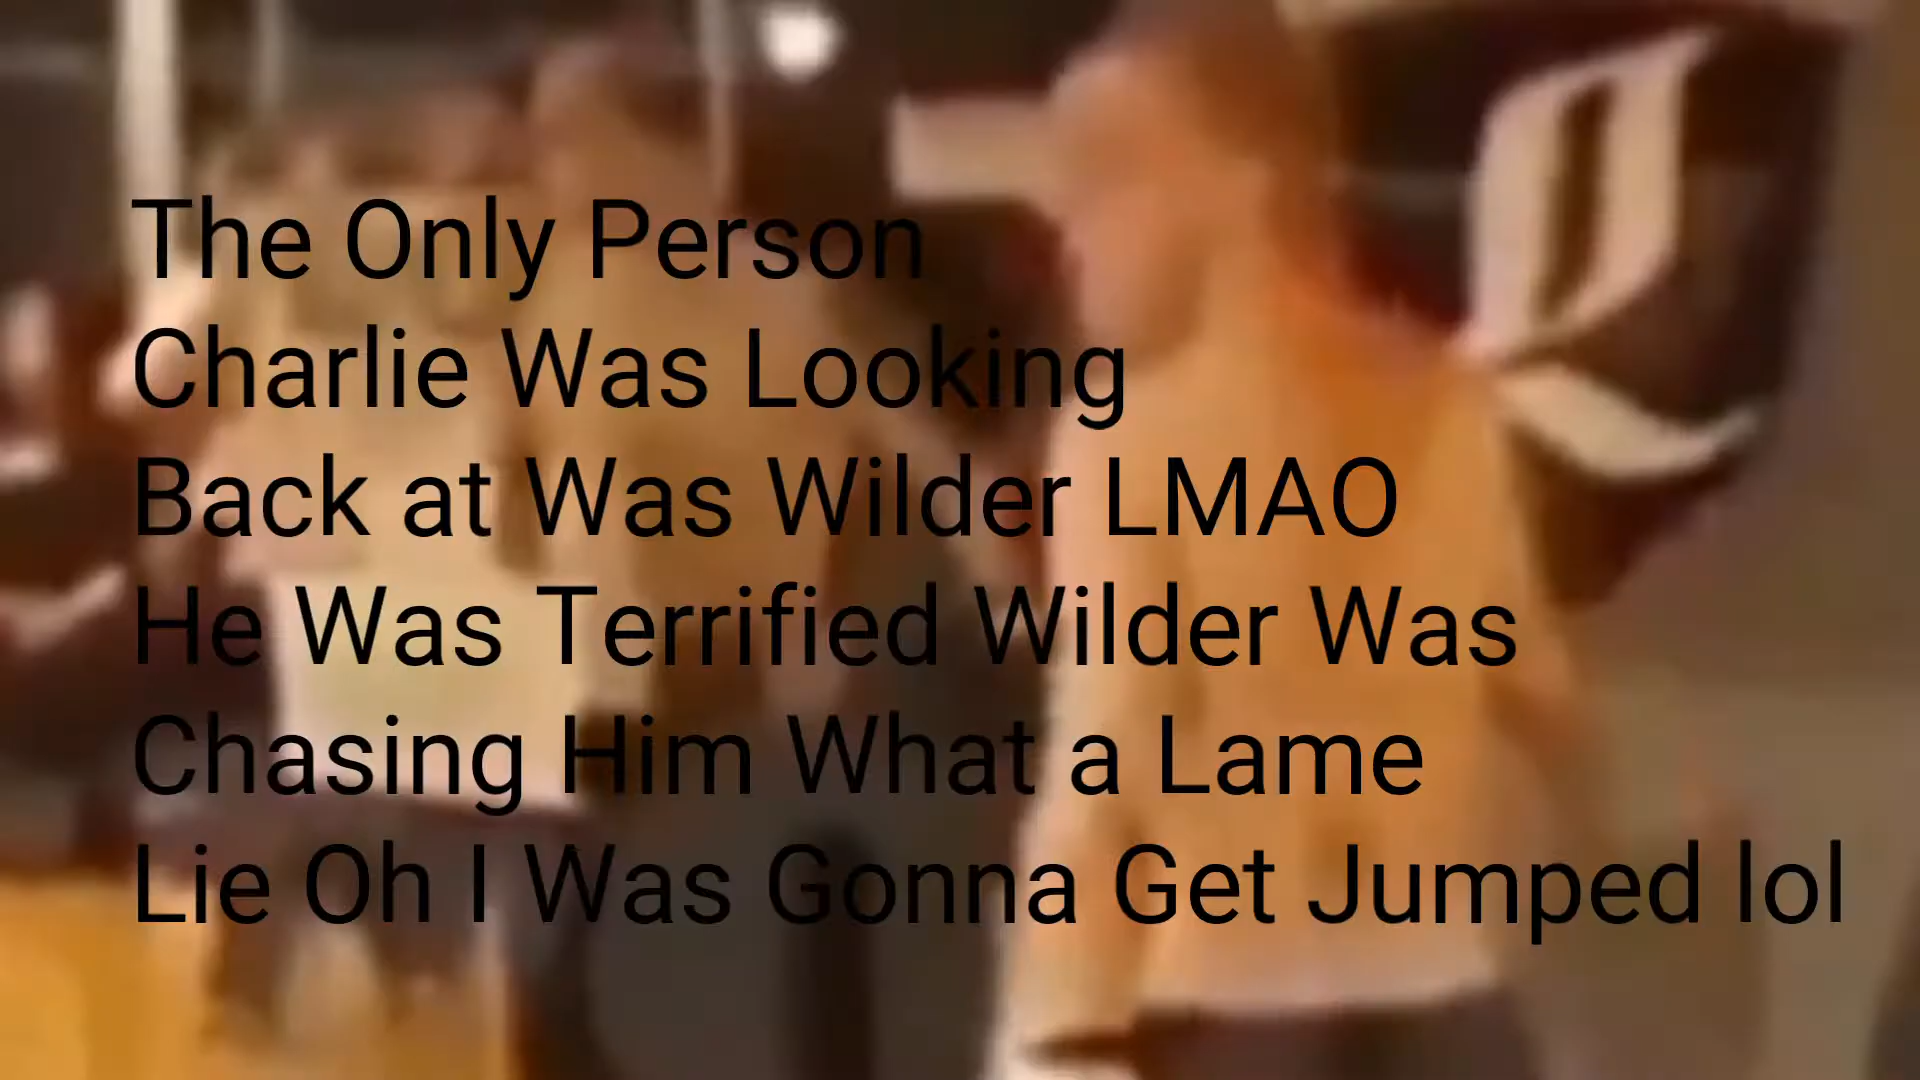 The Only Person
Charlie Was Looking
Back at Was Wilder LMAO
He Was Terrified Wilder Was
Chasing Him What a Lame
Lie Oh I Was Gonna Get Jumped lol